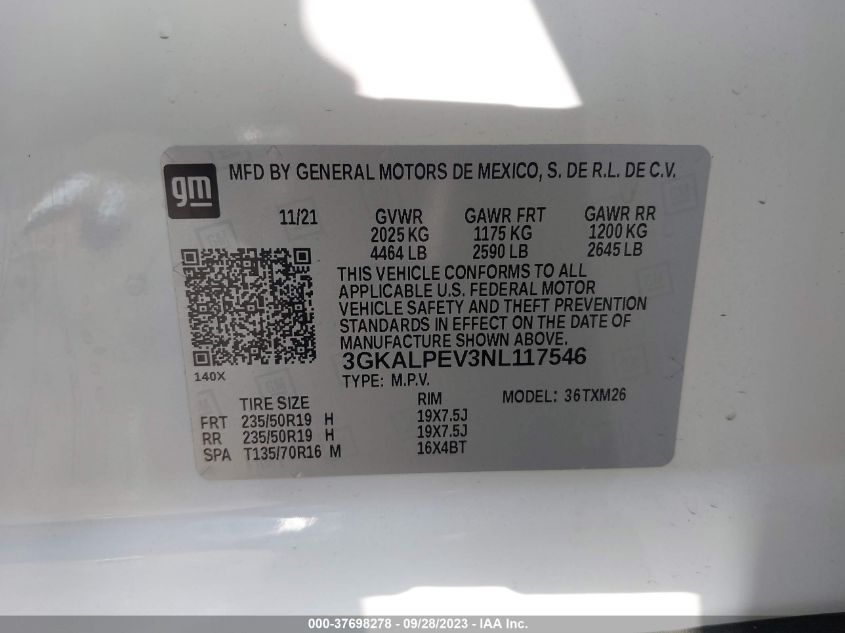 gm
MFD BY GENERAL MOTORS DE MEXICO, S. DE R.L. DE C.V.
11/21 GVWR GAWR FRT GAWR RR
2025 KG 1175 KG 1200 KG
4464 LB 2590 LB 2645 LB
THIS VEHICLE CONFORMS TO ALL
APPLICABLE U.S. FEDERAL MOTOR
VEHICLE SAFETY AND THEFT PREVENTION
STANDARDS IN EFFECT ON THE DATE OF
MANUFACTURE SHOWN ABOVE.
3GKALPEV3NL117546
140X
TYPE: M.P.V.
TIRE SIZE RIM MODEL: 36TXM26
FRT 235/50R19 H 19X7.5J
RR 235/50R19 H 19X7.5J
SPA T135/70R16 M 16X4BT
000-37698278 - 09/28/2023 - IAA Inc.